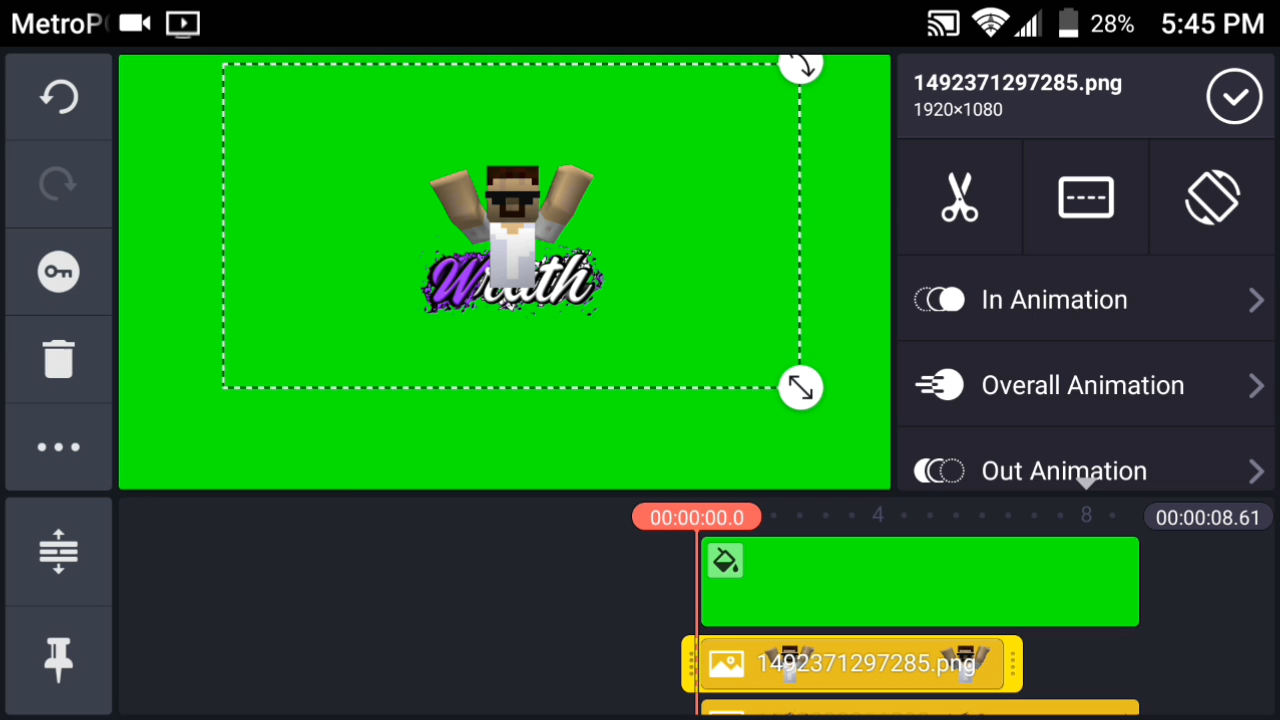 MetroP
28%
5:45 PM
1492371297285.png
1920×1080
Wrath
In Animation
Overall Animation
Out Animation
00:00:00.0
4
8
00:00:08.61
1492371297285.png